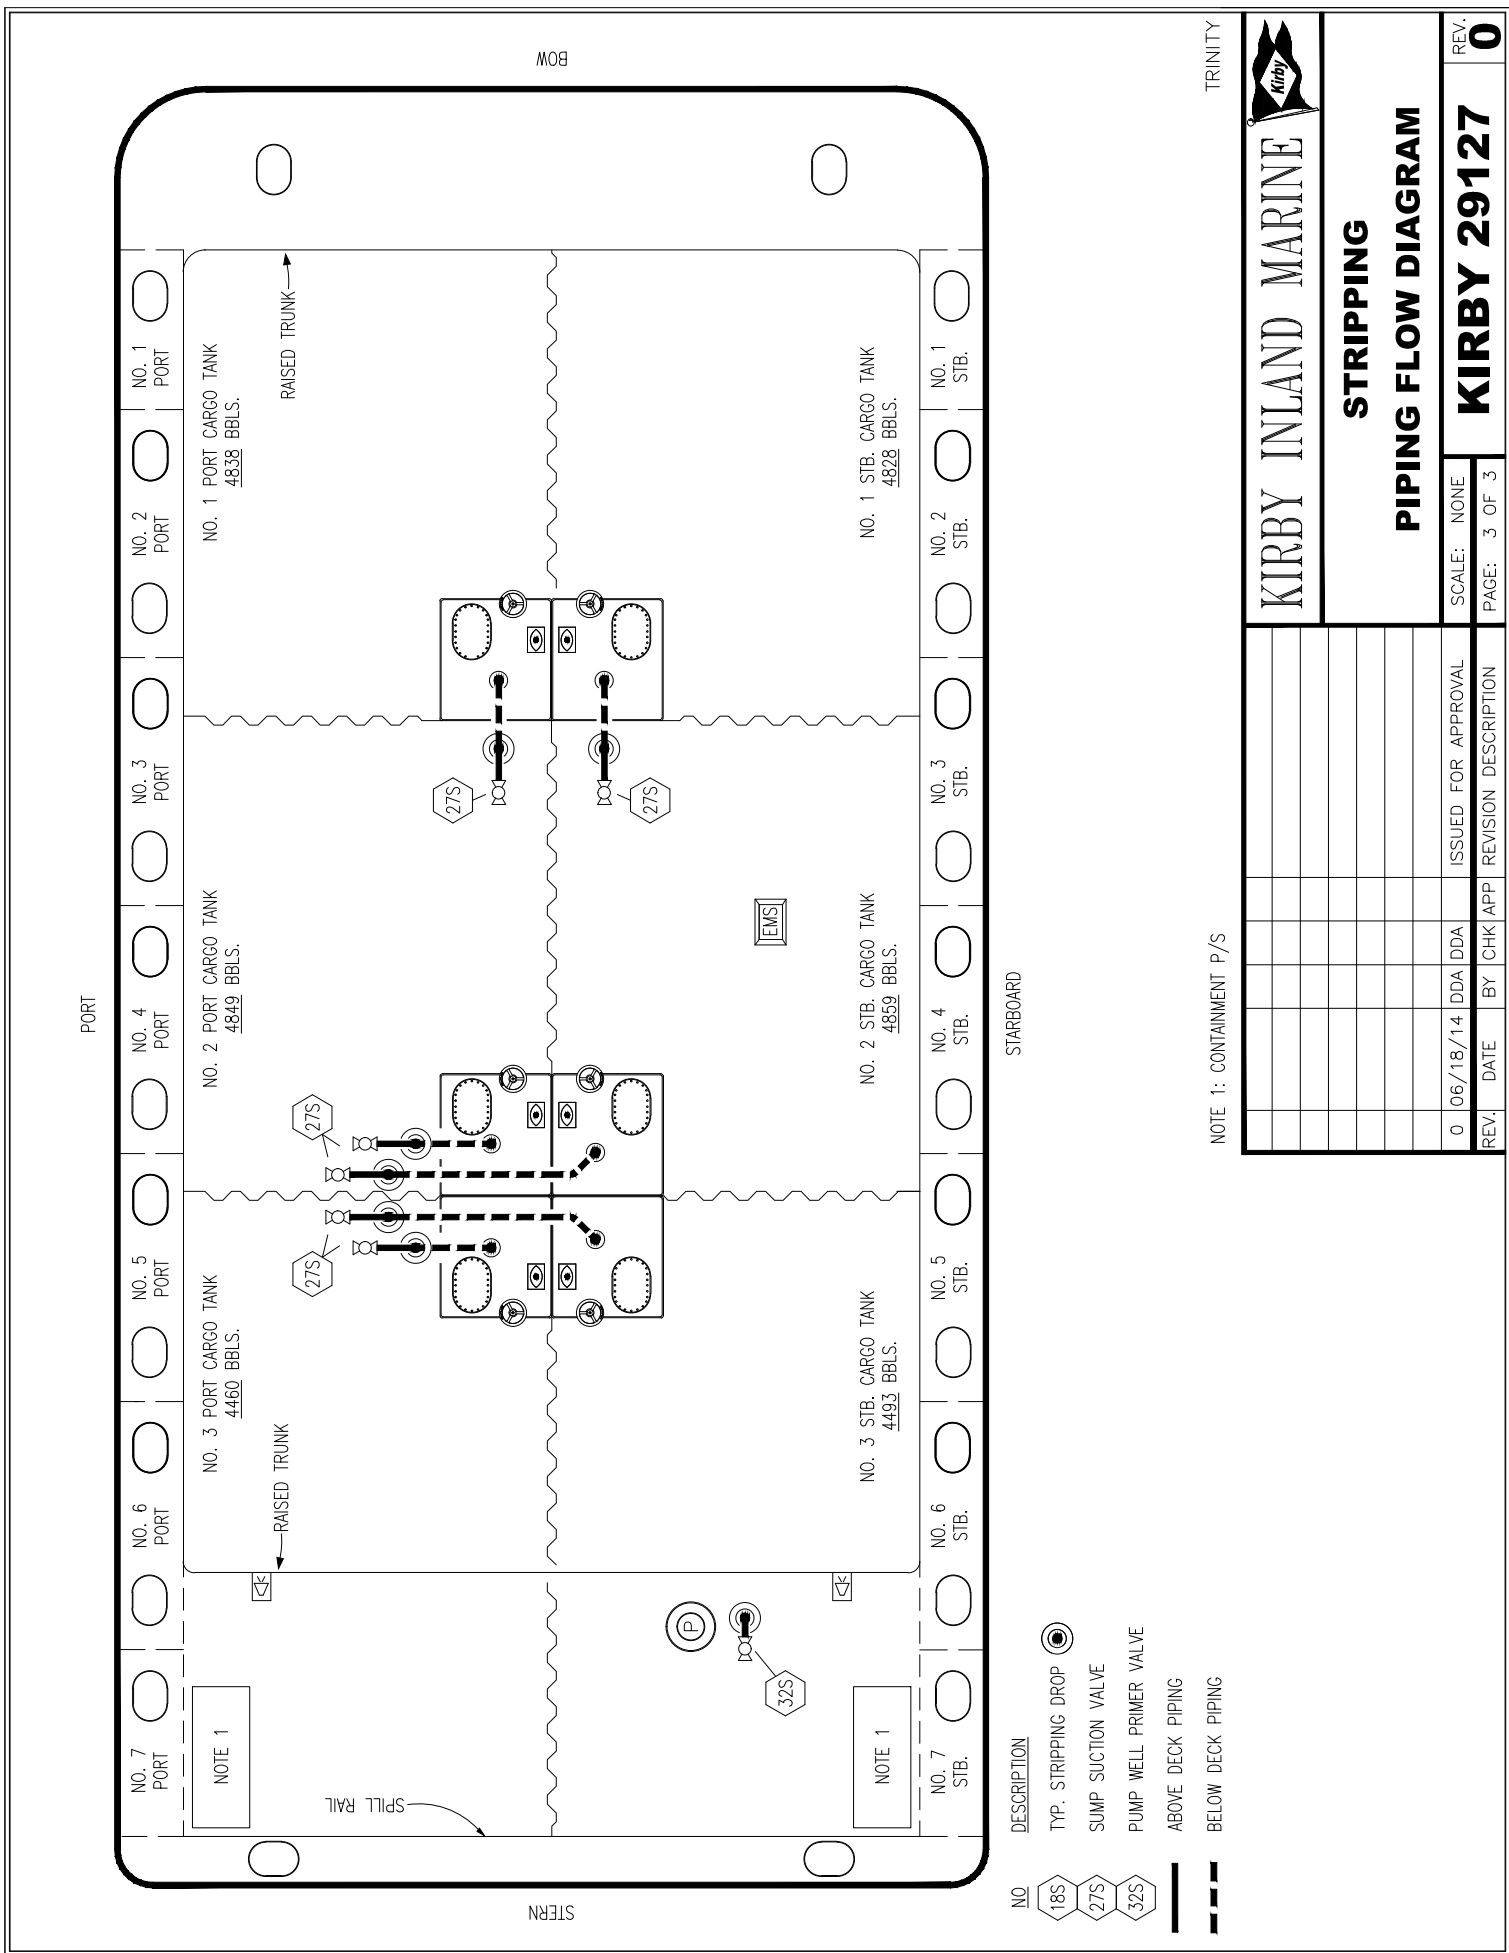 PORT
BOW
STERN
STARBOARD
TRINITY
NO. 7
PORT
NO. 6
PORT
NO. 5
PORT
NO. 4
PORT
NO. 3
PORT
NO. 2
PORT
NO. 1
PORT
NO. 3 PORT CARGO TANK
4460 BBLS.
NO. 2 PORT CARGO TANK
4849 BBLS.
NO. 1 PORT CARGO TANK
4838 BBLS.
NOTE 1
RAISED TRUNK
RAISED TRUNK
SPILL RAIL
27S
27S
27S
27S
EMS
P
32S
NOTE 1
NO. 3 STB. CARGO TANK
4493 BBLS.
NO. 2 STB. CARGO TANK
4859 BBLS.
NO. 1 STB. CARGO TANK
4828 BBLS.
NO. 7
STB.
NO. 6
STB.
NO. 5
STB.
NO. 4
STB.
NO. 3
STB.
NO. 2
STB.
NO. 1
STB.
NO DESCRIPTION
18S TYP. STRIPPING DROP
27S SUMP SUCTION VALVE
32S PUMP WELL PRIMER VALVE
ABOVE DECK PIPING
BELOW DECK PIPING
NOTE 1: CONTAINMENT P/S
KIRBY INLAND MARINE
Kirby
STRIPPING
PIPING FLOW DIAGRAM
0 06/18/14 DDA DDA ISSUED FOR APPROVAL
REV. DATE BY CHK APP REVISION DESCRIPTION
SCALE: NONE
PAGE: 3 OF 3
KIRBY 29127
REV.
0